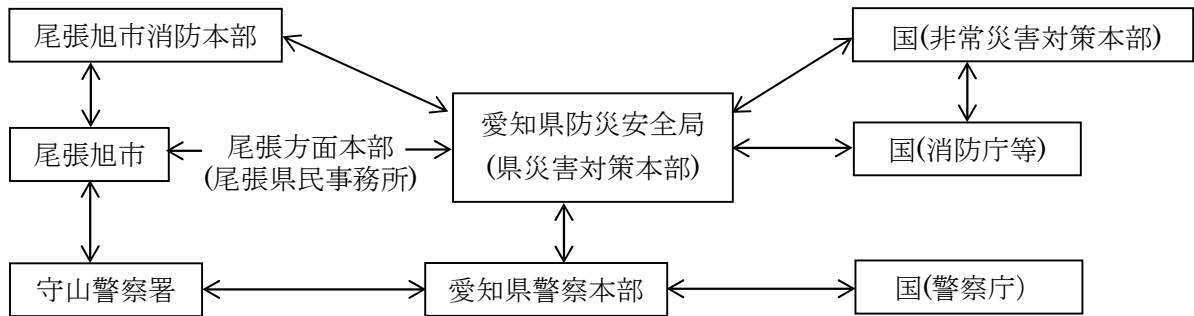 尾張旭市消防本部
国(非常災害対策本部)
愛知県防災安全局
(県災害対策本部)
尾張旭市
尾張方面本部
(尾張県民事務所)
国(消防庁等)
守山警察署
愛知県警察本部
国(警察庁)